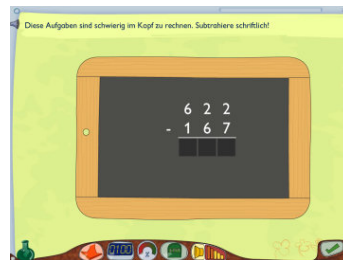 Diese Aufgaben sind schwierig im Kopf zu rechnen. Subtrahiere schriftlich!
6 2 2
- 1 6 7